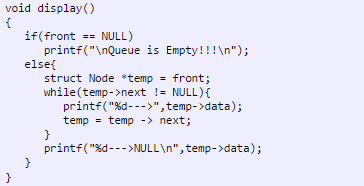 void display()
{
   if(front == NULL)
      printf("\nQueue is Empty!!!\n");
   else{
      struct Node *temp = front;
      while(temp->next != NULL){
         printf("%d--->",temp->data);
         temp = temp -> next;
      }
      printf("%d--->NULL\n",temp->data);
   }
}